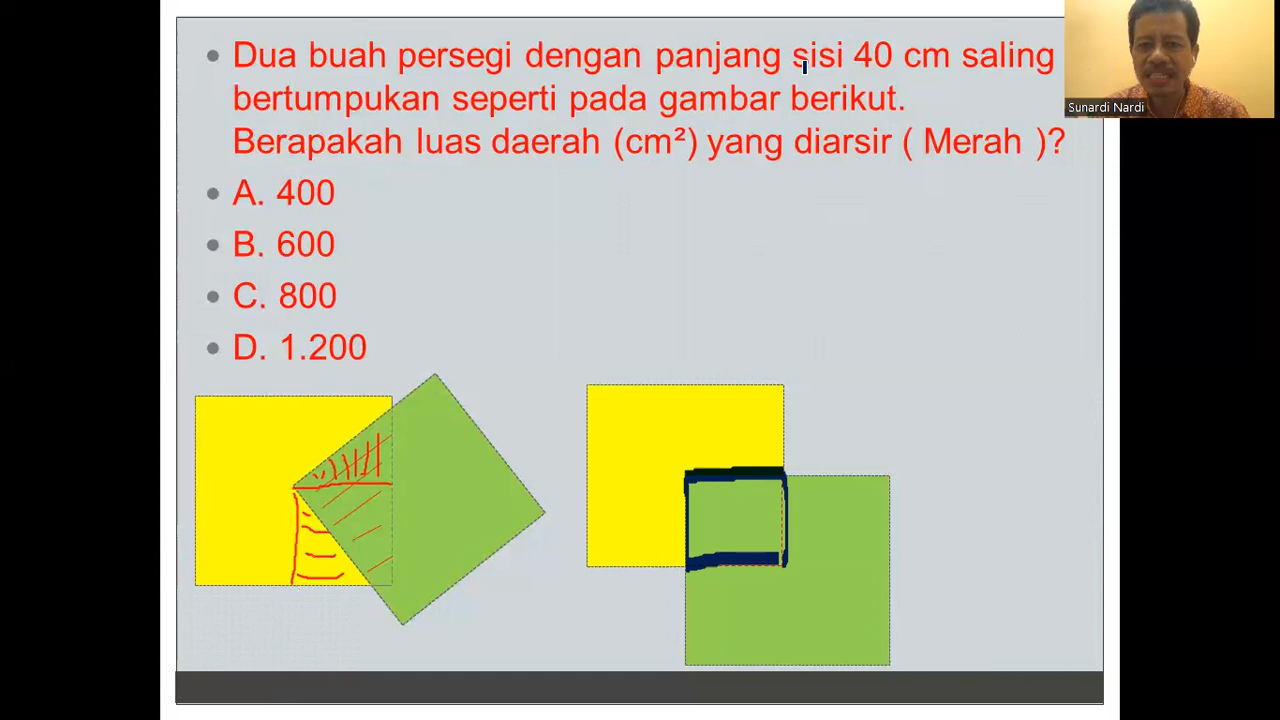 Dua buah persegi dengan panjang sisi 40 cm saling
bertumpukan seperti pada gambar berikut.
Berapakah luas daerah (cm²) yang diarsir ( Merah )?
A. 400
B. 600
C. 800
D. 1.200
Sunardi Nardi